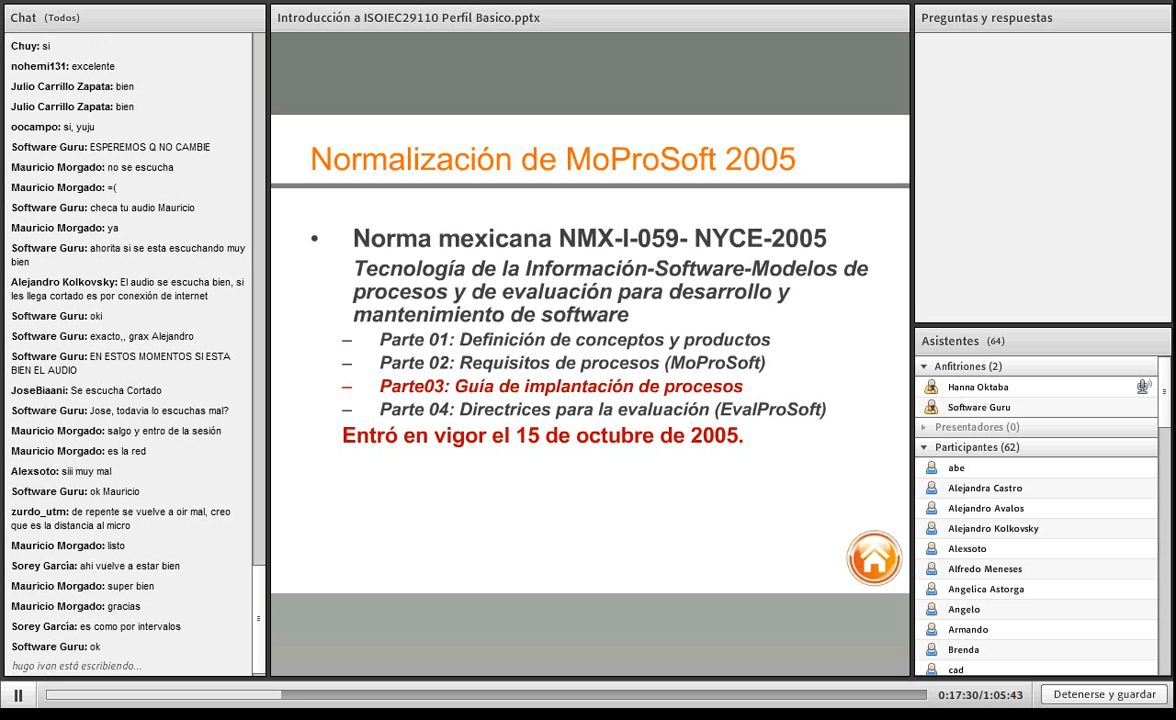 Chat (Todos)
Chuy: si
nohemi131: excelente
Julio Carrillo Zapata: bien
Julio Carrillo Zapata: bien
oocampo: si, yuju
Software Guru: ESPEREMOS Q NO CAMBIE
Mauricio Morgado: no se escucha
Mauricio Morgado: =(
Software Guru: checa tu audio Mauricio
Mauricio Morgado: ya
Software Guru: ahorita si se esta escuchando muy
bien
Alejandro Kolkovsky: El audio se escucha bien, si
les llega cortado es por conexión de internet
Software Guru: oki
Software Guru: exacto,, grax Alejandro
Software Guru: EN ESTOS MOMENTOS SI ESTA
BIEN EL AUDIO
JoseBiaani: Se escucha Cortado
Software Guru: Jose, todavia lo escuchas mal?
Mauricio Morgado: salgo y entro de la sesión
Mauricio Morgado: es la red
Alexsoto: siii muy mal
Software Guru: ok Mauricio
zurdo_utm: de repente se vuelve a oir mal, creo
que es la distancia al micro
Mauricio Morgado: listo
Sorey García: ahi vuelve a estar bien
Mauricio Morgado: super bien
Mauricio Morgado: gracias
Sorey García: es como por intervalos
Software Guru: ok
hugo ivan está escribiendo...
Introducción a ISOIEC29110 Perfil Basico.pptx
Normalización de MoProSoft 2005
• Norma mexicana NMX-I-059- NYCE-2005
Tecnología de la Información-Software-Modelos de
procesos y de evaluación para desarrollo y
mantenimiento de software
– Parte 01: Definición de conceptos y productos
– Parte 02: Requisitos de procesos (MoProSoft)
– Parte03: Guía de implantación de procesos
– Parte 04: Directrices para la evaluación (EvalProSoft)
Entró en vigor el 15 de octubre de 2005.
Preguntas y respuestas
Asistentes (64)
Anfitriones (2)
Hanna Oktaba
Software Guru
Presentadores (0)
Participantes (62)
abe
Alejandra Castro
Alejandro Avalos
Alejandro Kolkovsky
Alexsoto
Alfredo Meneses
Angelica Astorga
Angelo
Armando
Brenda
cad
0:17:30/1:05:43
Detenerse y guardar